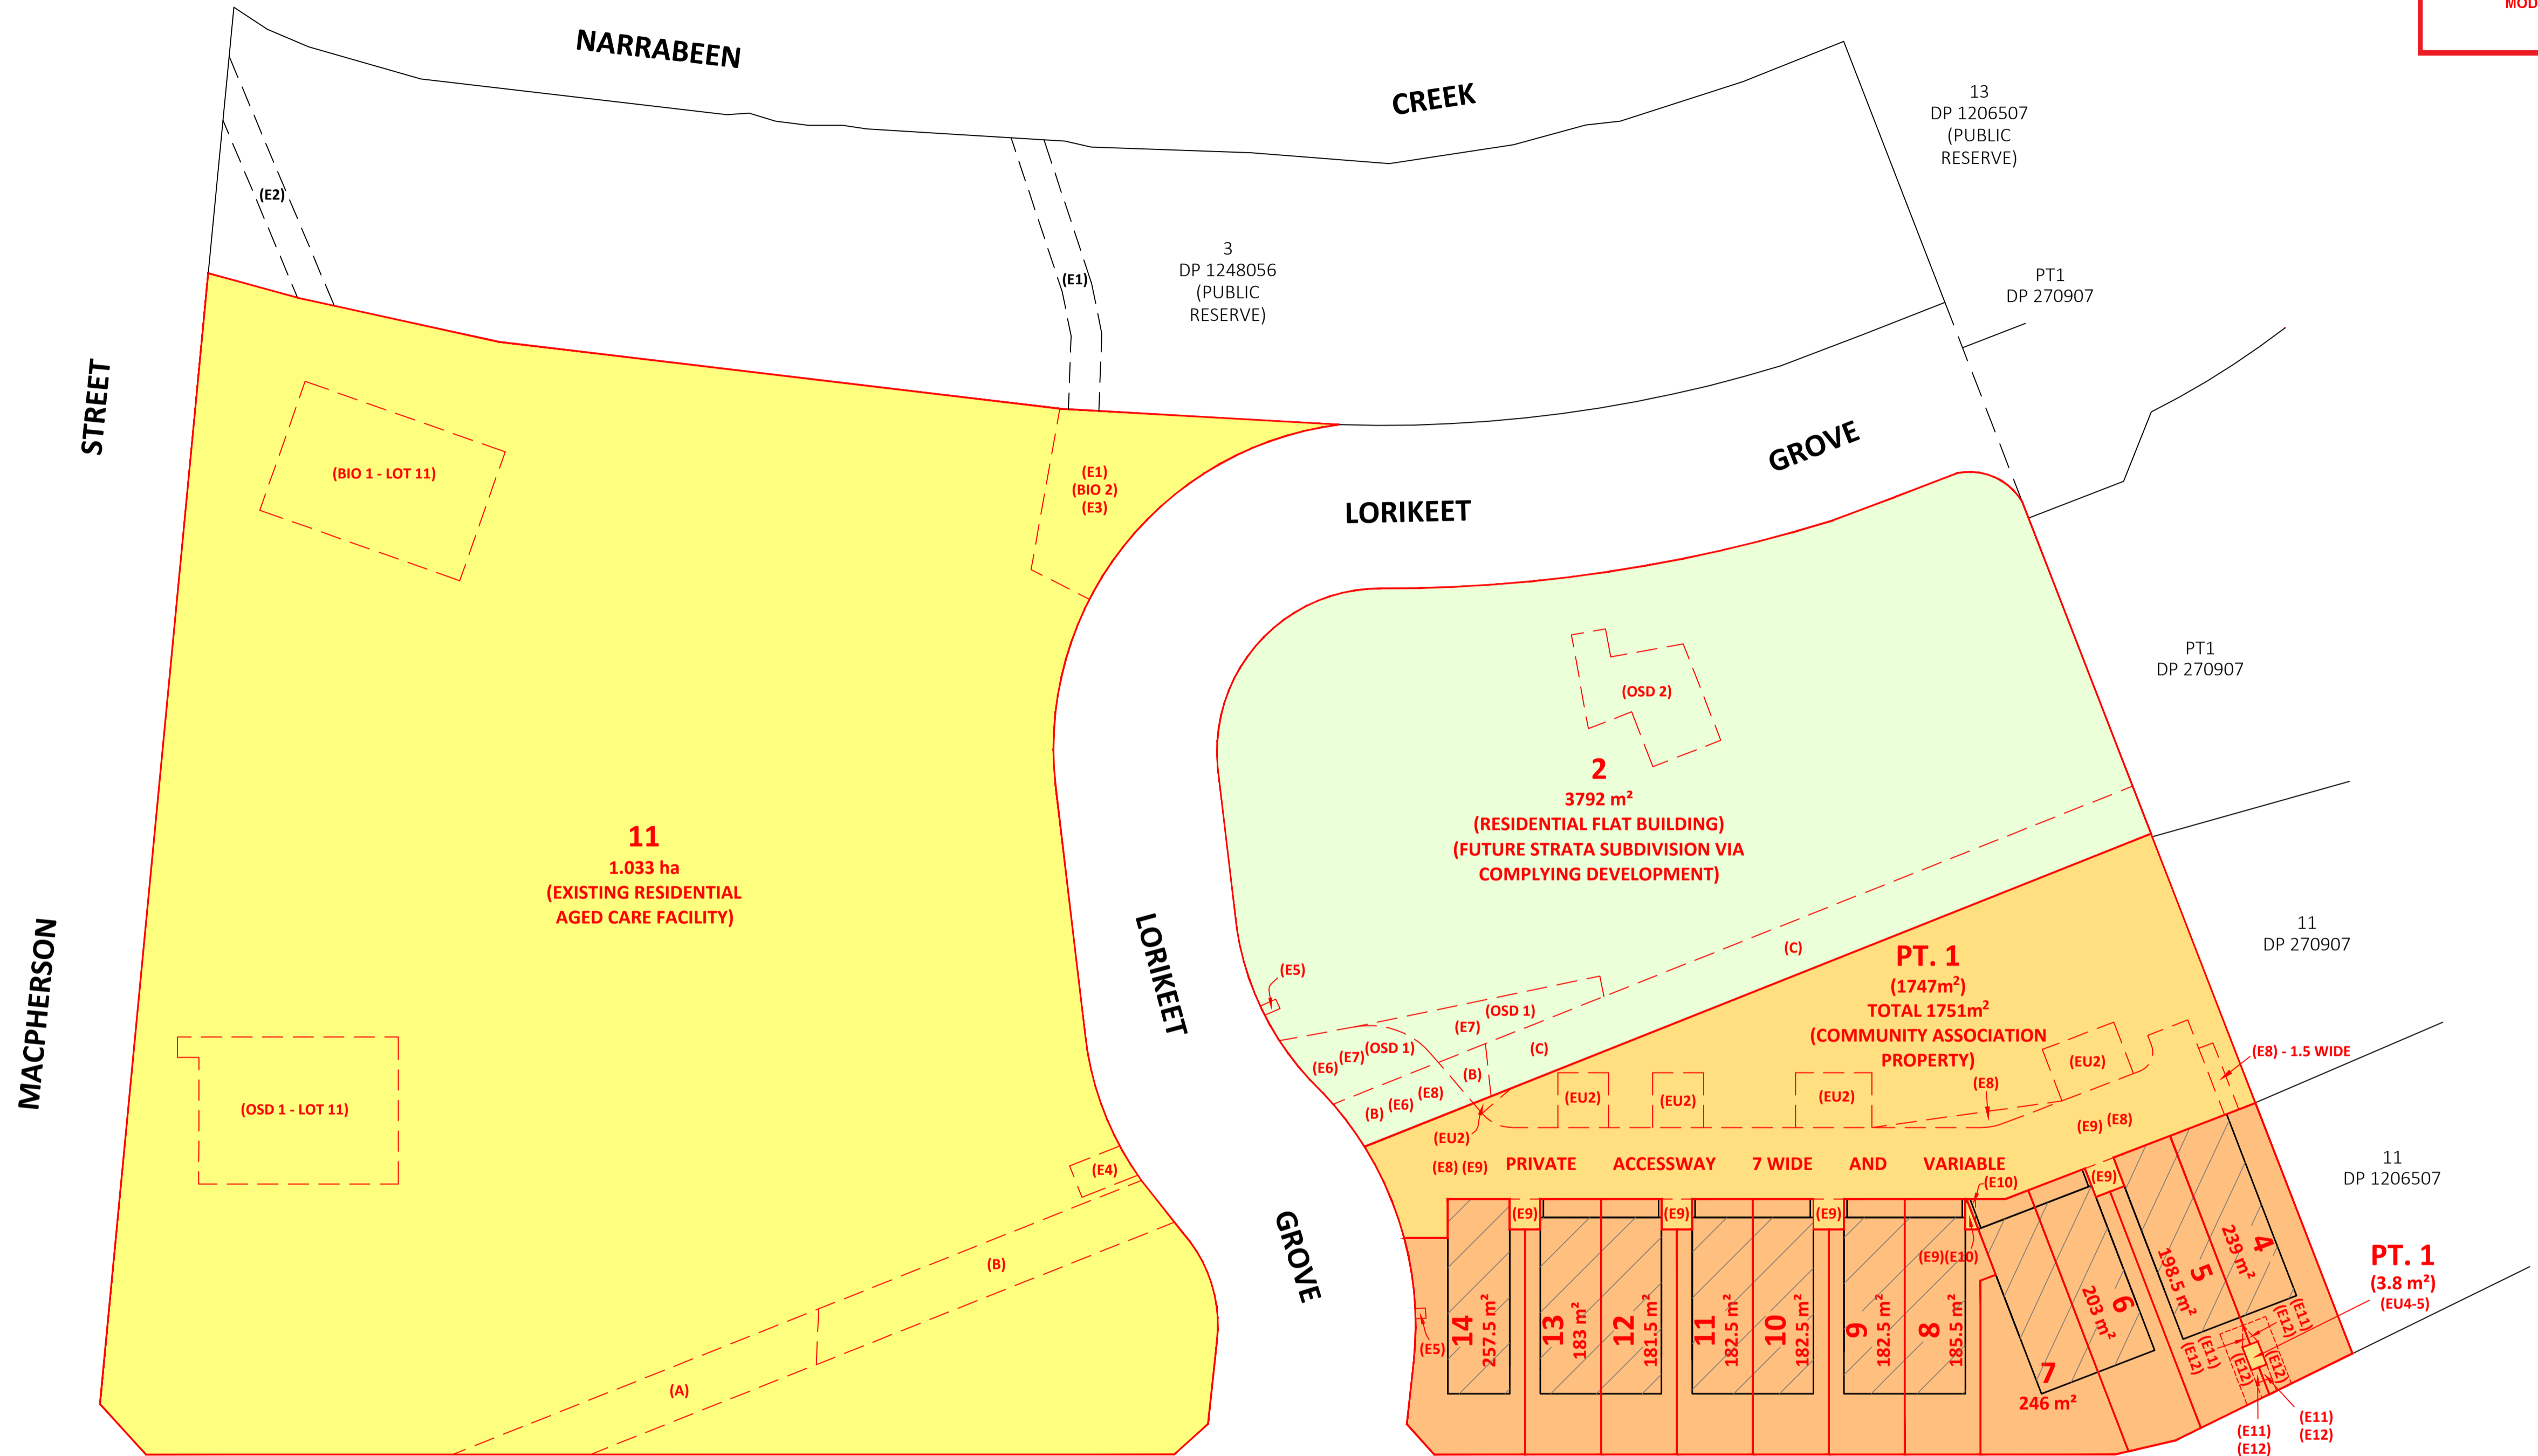 MOD
NARRABEEN
CREEK
13
DP 1206507
(PUBLIC
RESERVE)
(E2)
3
DP 1248056
(PUBLIC
RESERVE)
(E1)
PT1
DP 270907
STREET
(BIO 1 - LOT 11)
(E1)
(BIO 2)
(E3)
LORIKEET
GROVE
(OSD 2)
PT1
DP 270907
2
3792 m²
(RESIDENTIAL FLAT BUILDING)
(FUTURE STRATA SUBDIVISION VIA
COMPLYING DEVELOPMENT)
11
1.033 ha
(EXISTING RESIDENTIAL
AGED CARE FACILITY)
MACPHERSON
LORIKEET
GROVE
(E5)
(C)
(OSD 1)
(E7)
(OSD 1)
(E7)
(E6)
(C)
(B)
(E8)
(E6)
(B)
PT. 1
(1747m²)
TOTAL 1751m²
(COMMUNITY ASSOCIATION
PROPERTY)
11
DP 270907
(E8) - 1.5 WIDE
(EU2)
(EU2)
(EU2)
(EU2)
(E8)
(EU2)
(E9) (E8)
(E8) (E9)
PRIVATE ACCESSWAY 7 WIDE AND VARIABLE
(E10)
(E9)
11
DP 1206507
(OSD 1 - LOT 11)
(E4)
(B)
(A)
(E9)
(E9)
(E9)
(E9)(E10)
(E5)
14
257.5 m²
13
183 m²
12
181.5 m²
11
182.5 m²
10
182.5 m²
9
182.5 m²
8
185.5 m²
7
246 m²
6
203 m²
5
198.5 m²
4
239 m²
PT. 1
(3.8 m²)
(EU4-5)
(E11)
(E12)
(E11)
(E12)
(E12)
(E12)
(E11)
(E12)
(E11)
(E12)